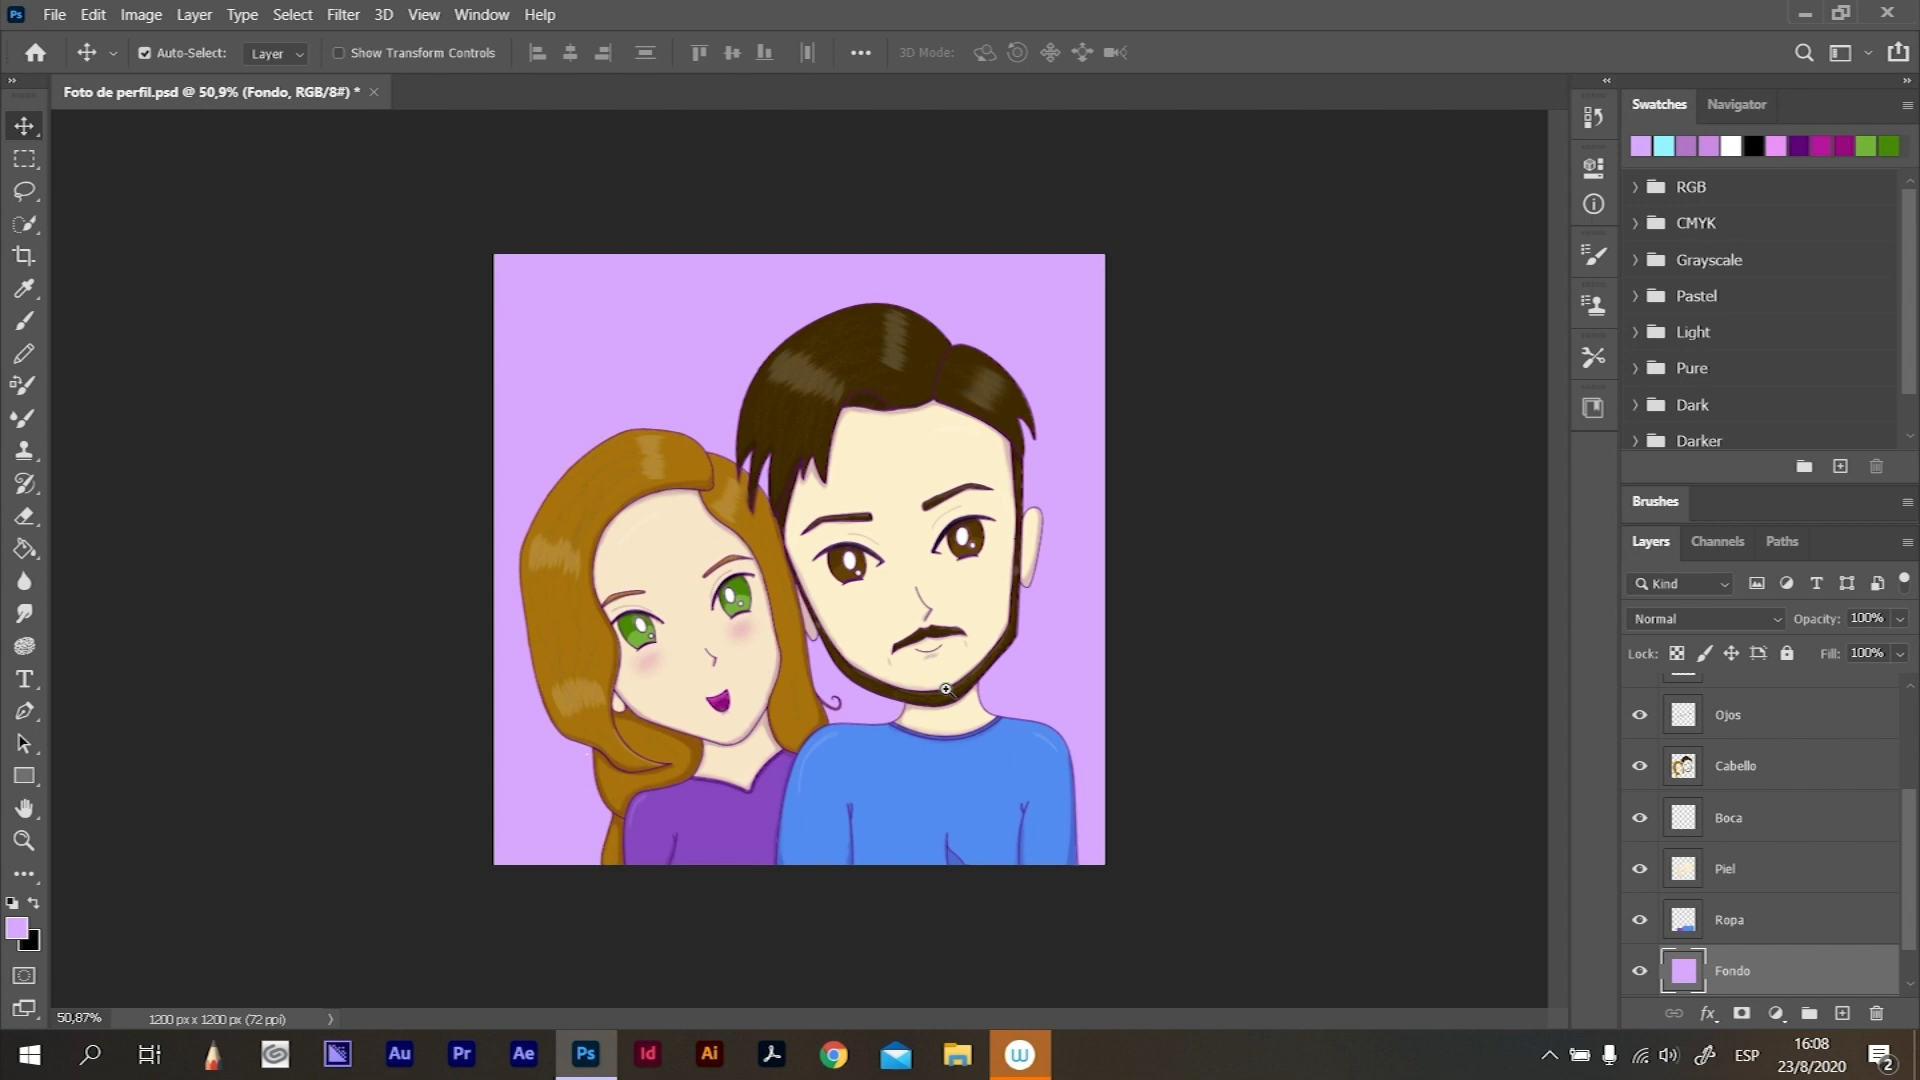 Ps File Edit Image Layer Type Select Filter 3D View Window Help
Auto-Select: Layer Show Transform Controls ••• 3D Mode:
Foto de perfil.psd @ 50,9% (Fondo, RGB/8#) * ×
Swatches Navigator
RGB
CMYK
Grayscale
Pastel
Light
Pure
Dark
Darker
Brushes
Layers Channels Paths
Kind
Normal Opacity: 100%
Lock: Fill: 100%
Ojos
Cabello
Boca
Piel
Ropa
Fondo
50,87% 1200 px x 1200 px (72 ppi)
Au Pr Ae Ps Id Ai W ESP 16:08
23/8/2020 2